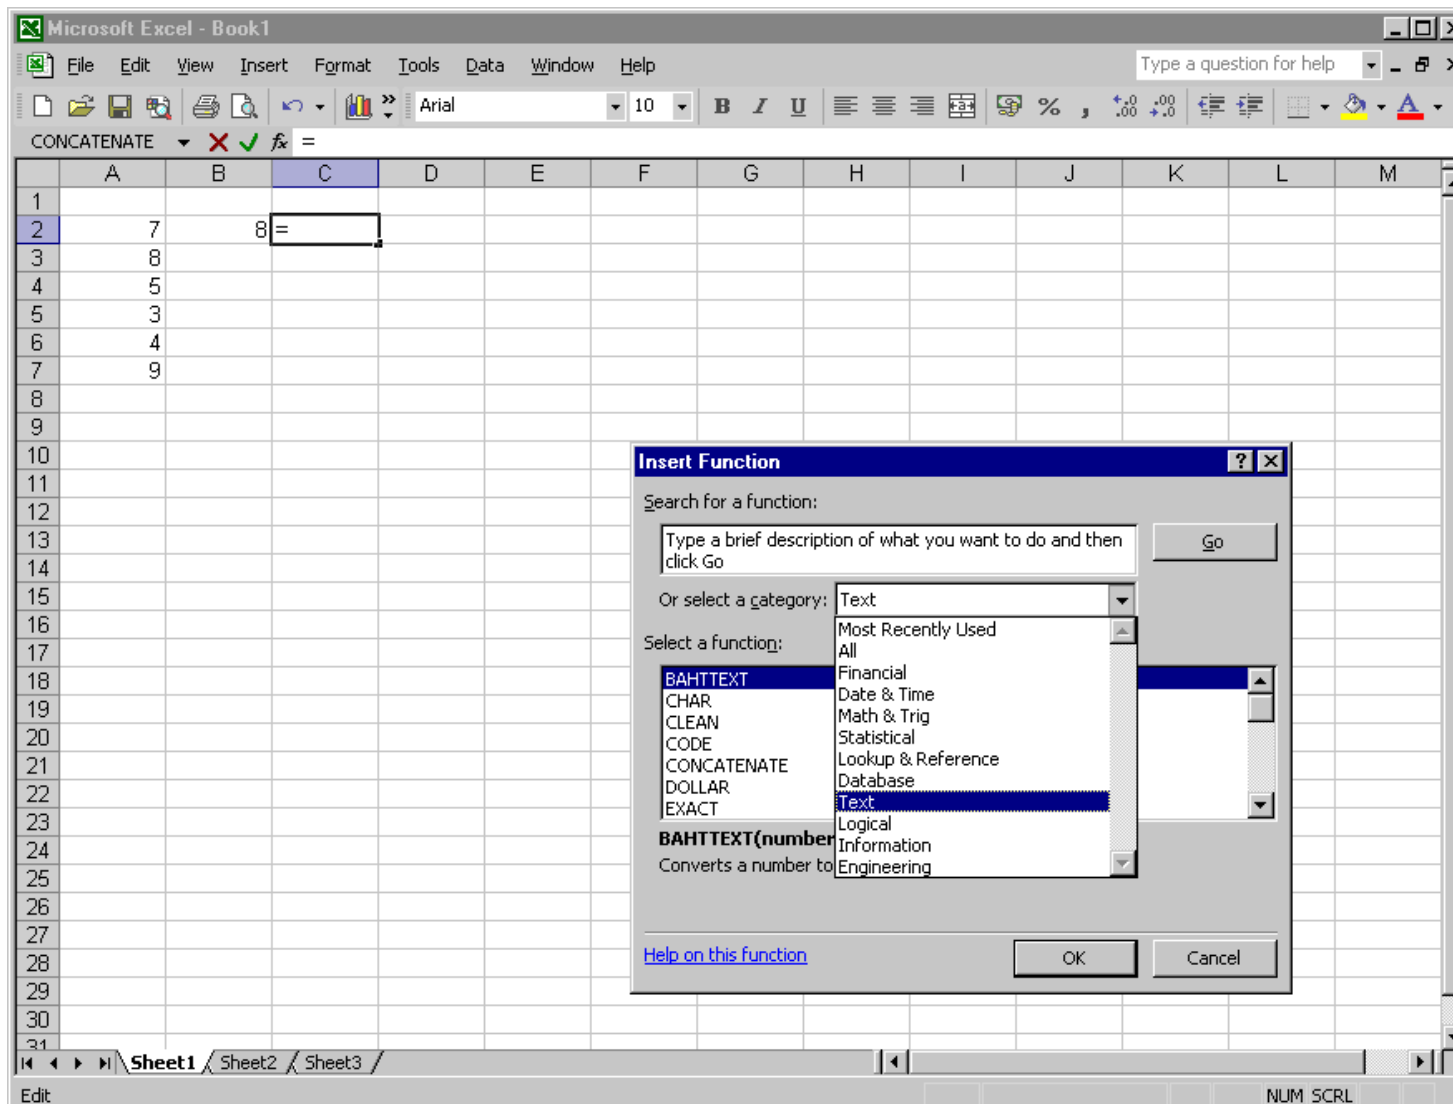 Microsoft Excel - Book1
File Edit View Insert Format Tools Data Window Help Type a question for help
Arial 10 B I U % ,
CONCATENATE fx =
A B C D E F G H I J K L M
1
2 7 8 =
3 8
4 5
5 3
6 4
7 9
8
9
10
11
12
13
14
15
16
17
18
19
20
21
22
23
24
25
26
27
28
29
30
31
Insert Function
Search for a function:
Type a brief description of what you want to do and then
click Go
Go
Or select a category: Text
Most Recently Used
All
Financial
Date & Time
Math & Trig
Statistical
Lookup & Reference
Database
Text
Logical
Information
Engineering
Select a function:
BAHTTEXT
CHAR
CLEAN
CODE
CONCATENATE
DOLLAR
EXACT
BAHTTEXT(number
Converts a number to
Help on this function
OK Cancel
Sheet1 Sheet2 Sheet3
Edit NUM SCRL